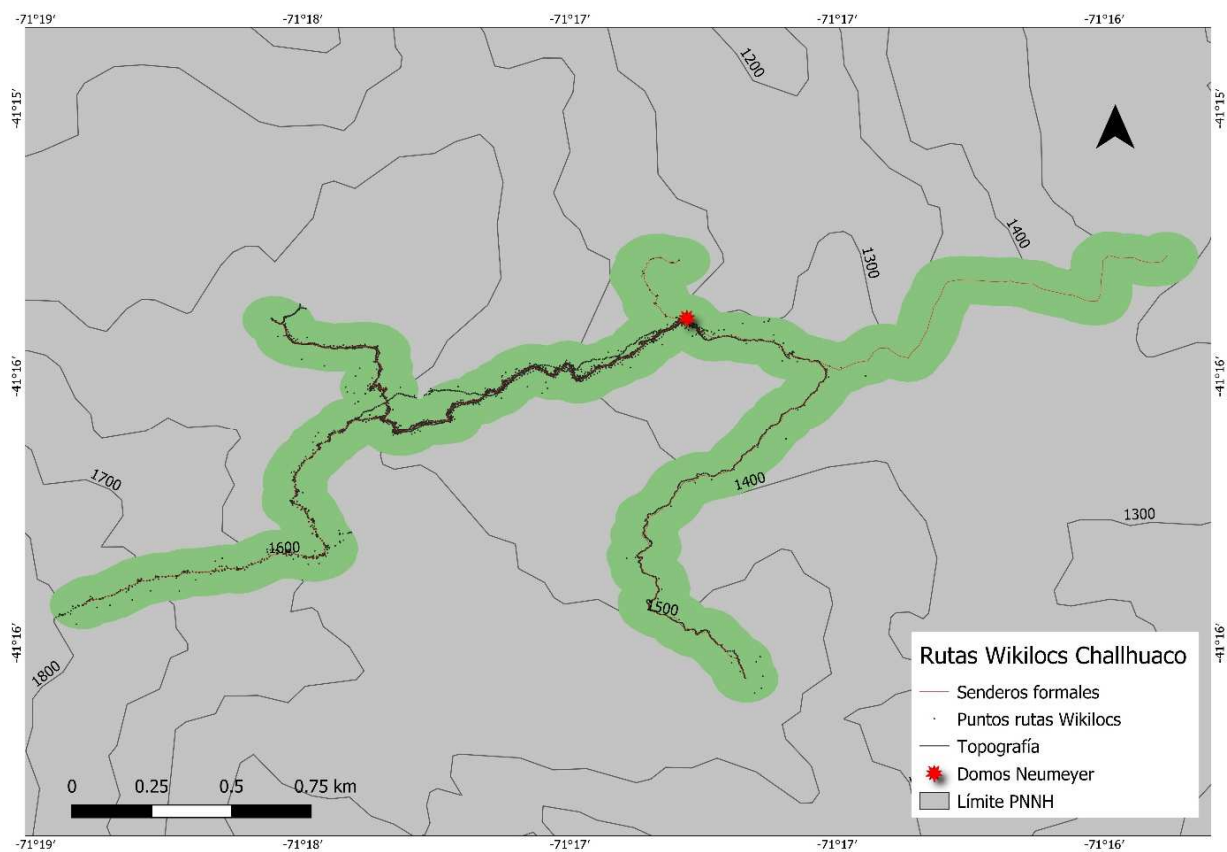 -71°19′ -71°18′ -71°17′ -71°17′ -71°16′
-41°15′ -41°15′
1200
1400
1300
-41°16′ -41°16′
1700
1400
1300
1600
1500
-41°16′ -41°16′
1800
Rutas Wikilocs Challhuaco
Senderos formales
Puntos rutas Wikilocs
Topografía
Domos Neumeyer
Límite PNNH
0 0.25 0.5 0.75 km
-71°19′ -71°18′ -71°17′ -71°17′ -71°16′